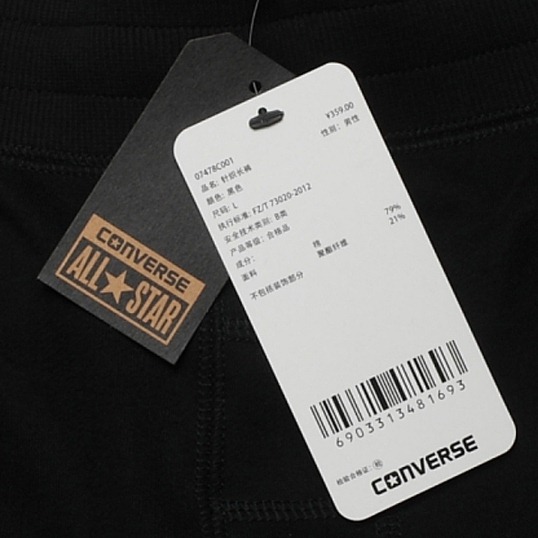 CONVERSE
ALL★STAR
¥359.00
性别: 男性
07478C001
品名: 针织长裤
颜色: 黑色
尺码: L
执行标准: FZ/T 73020-2012
安全技术类别: B类
产品等级: 合格品
成分:
面料
棉 79%
聚酯纤维 21%
不包括装饰部分
6903313481693
检验合格证: 检
CONVERSE